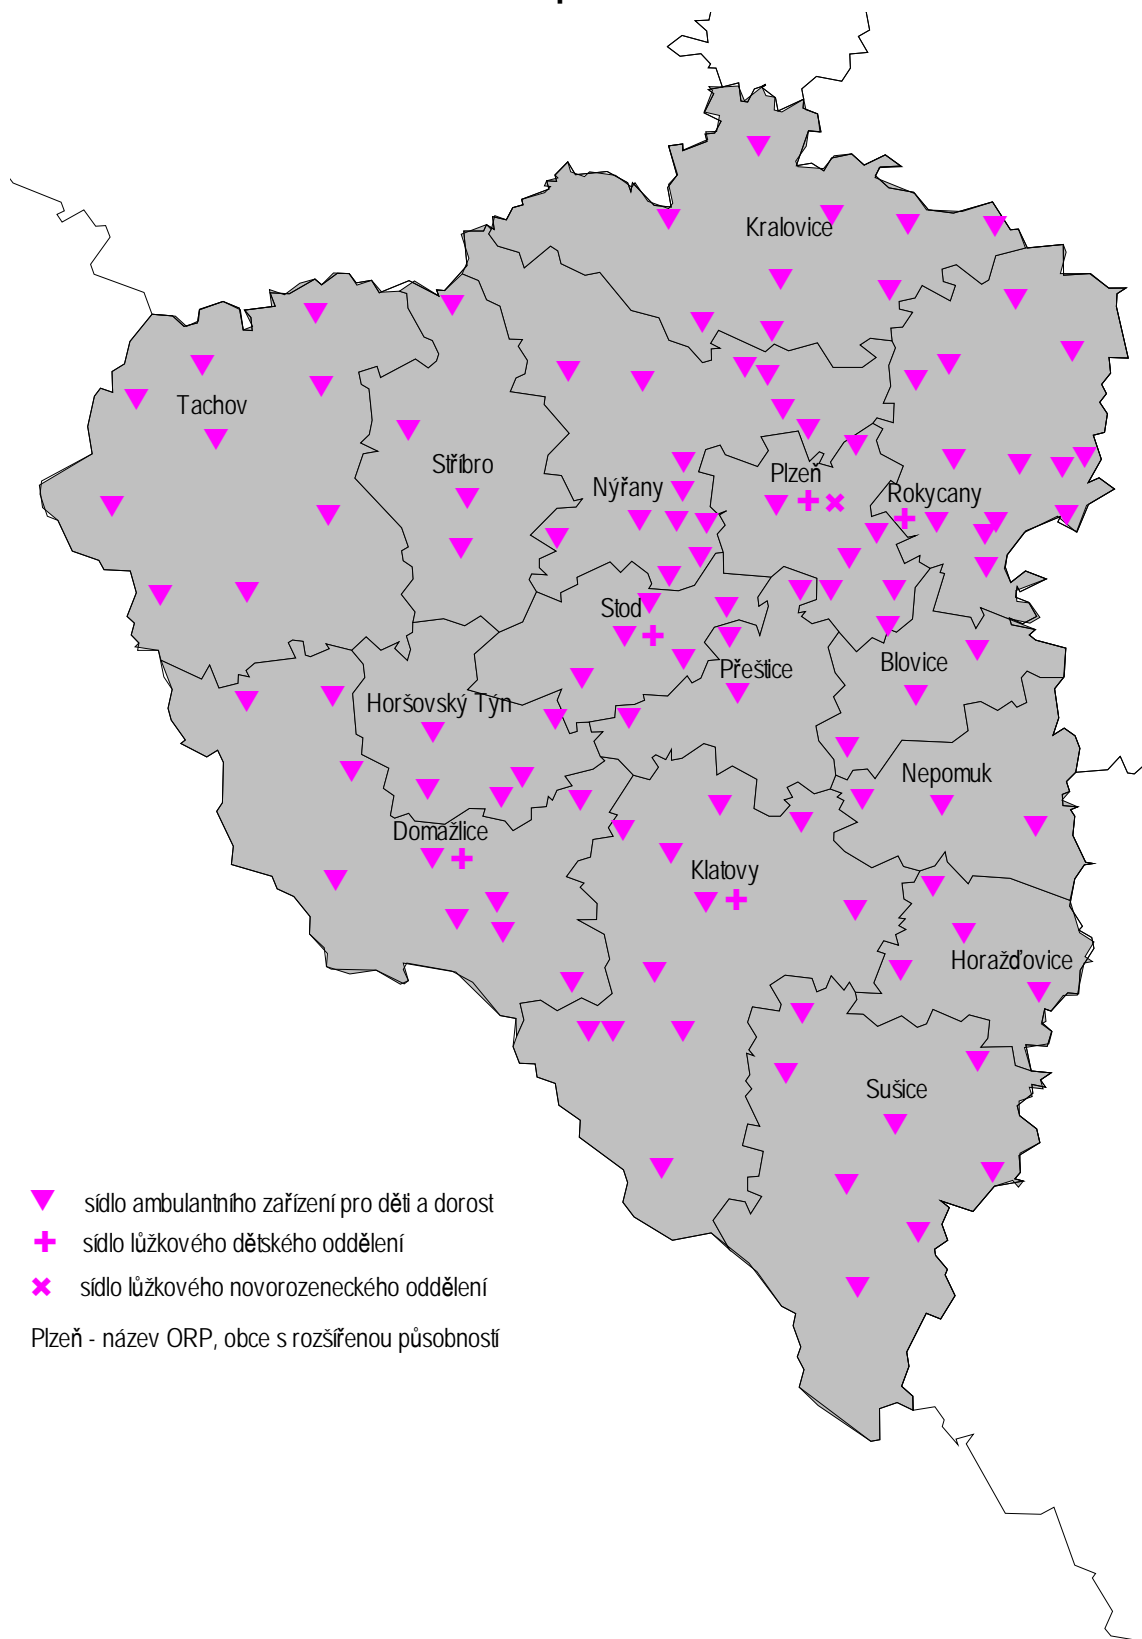 Kralovice
Tachov
Stříbro
Plzeň
Nýřany
Rokycany
Stod
Blovice
Přeštice
Horšovský Týn
Nepomuk
Domažlice
Klatovy
Horažďovice
Sušice
sídlo ambulantního zařízení pro děti a dorost
sídlo lůžkového dětského oddělení
sídlo lůžkového novorozeneckého oddělení
Plzeň - název ORP, obce s rozšířenou působností